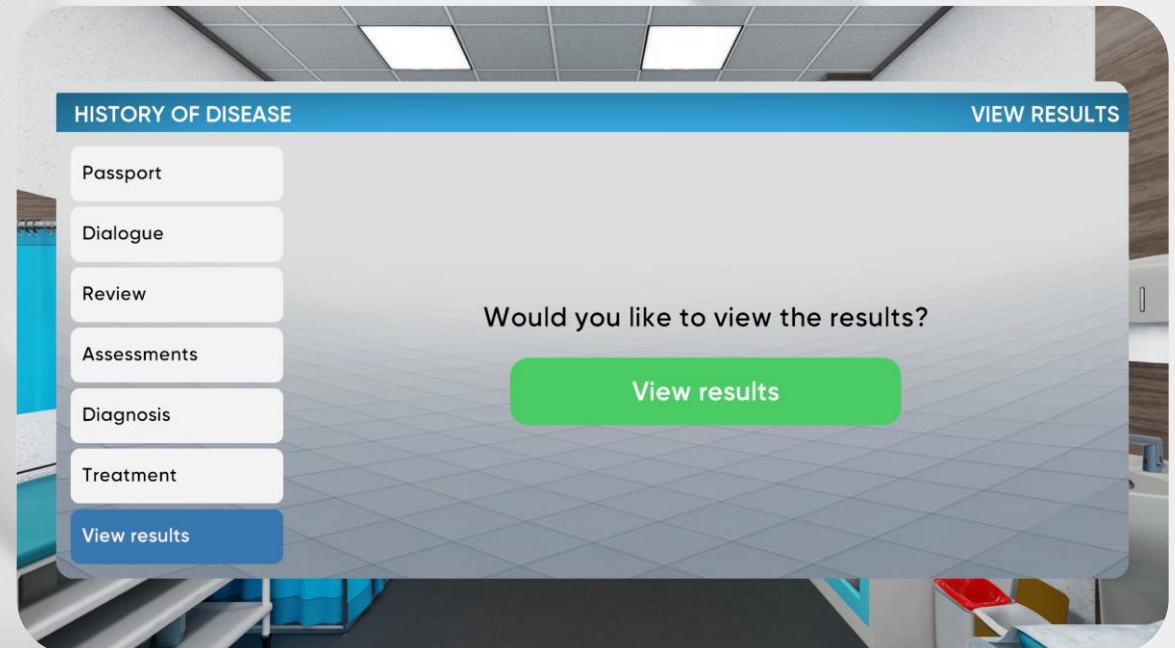 HISTORY OF DISEASE
VIEW RESULTS
Passport
Dialogue
Review
Assessments
Diagnosis
Treatment
View results
Would you like to view the results?
View results